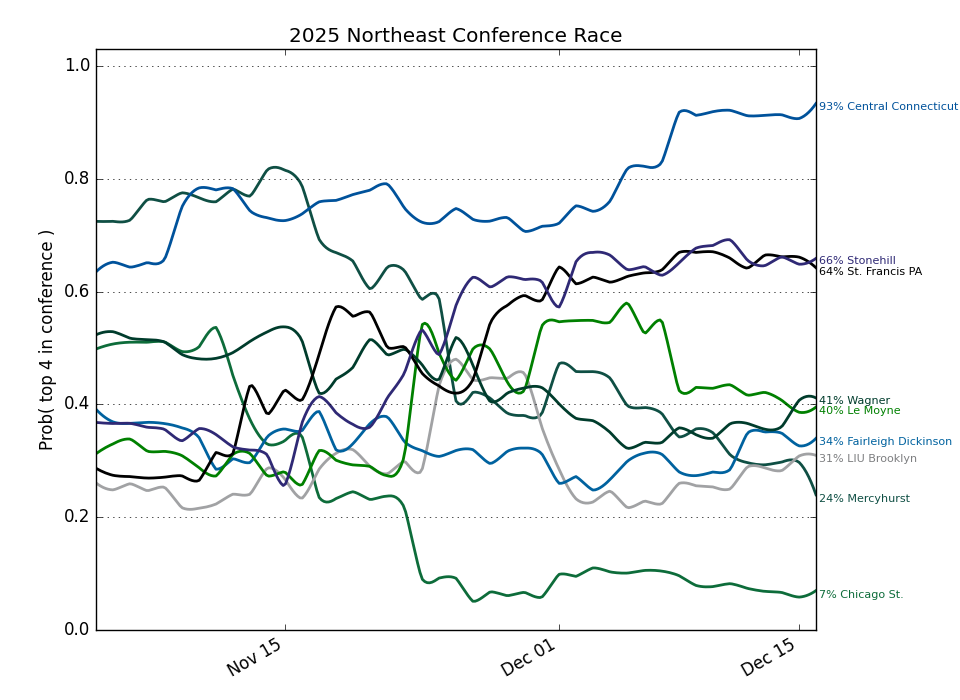 2025 Northeast Conference Race
Prob( top 4 in conference )
1.0
0.8
0.6
0.4
0.2
0.0
Nov 15
Dec 01
Dec 15
93% Central Connecticut
66% Stonehill
64% St. Francis PA
41% Wagner
40% Le Moyne
34% Fairleigh Dickinson
31% LIU Brooklyn
24% Mercyhurst
7% Chicago St.